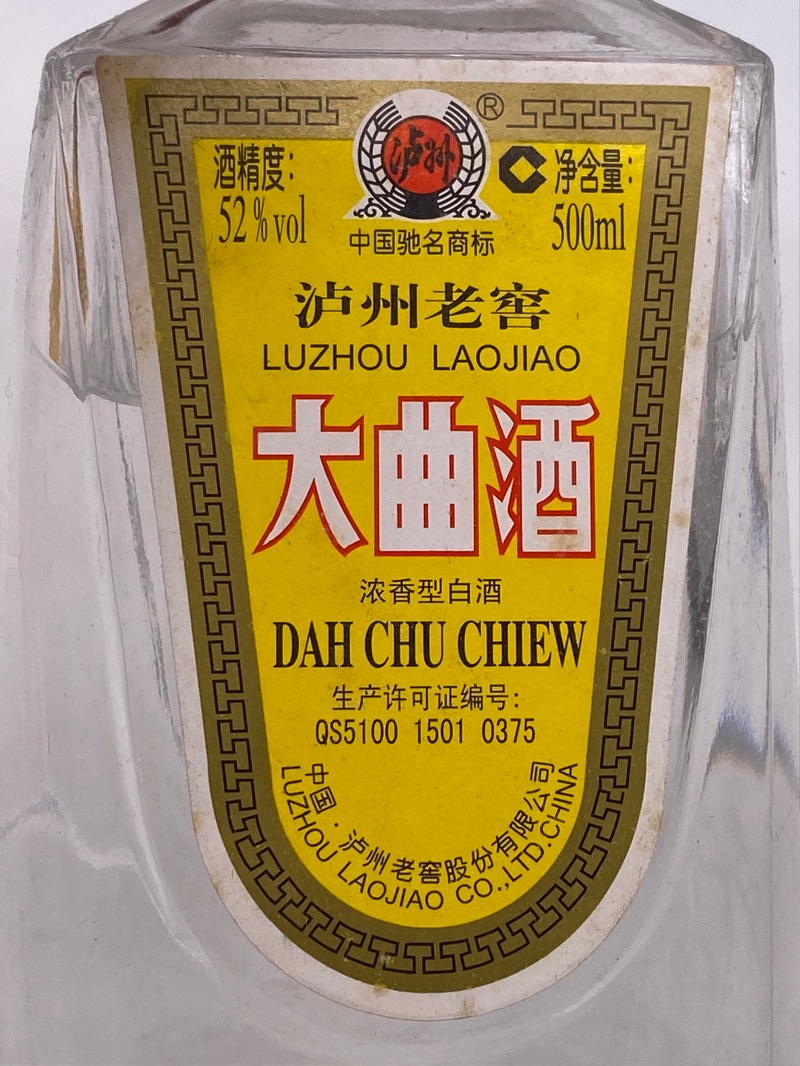 泸州
®
酒精度：
52%vol
净含量：
500ml
中国驰名商标
泸州老窖
LUZHOU LAOJIAO
大曲酒
浓香型白酒
DAH CHU CHIEW
生产许可证编号：
QS5100 1501 0375
中国·泸州老窖股份有限公司
LUZHOU LAOJIAO CO.,LTD.CHINA